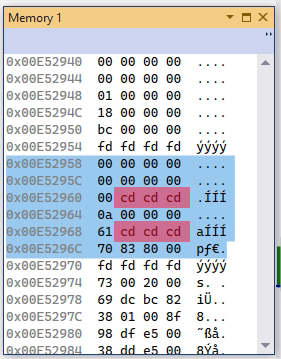 Memory 1
0x00E52940 00 00 00 00 ....
0x00E52944 00 00 00 00 ....
0x00E52948 01 00 00 00 ....
0x00E5294C 18 00 00 00 ....
0x00E52950 bc 00 00 00 ....
0x00E52954 fd fd fd fd ýýýý
0x00E52958 00 00 00 00 ....
0x00E5295C 00 00 00 00 ....
0x00E52960 00 cd cd cd .ÍÍÍ
0x00E52964 0a 00 00 00 ....
0x00E52968 61 cd cd cd aÍÍÍ
0x00E5296C 70 83 80 00 pƒ€.
0x00E52970 fd fd fd fd ýýýý
0x00E52974 73 00 20 00 s. .
0x00E52978 69 dc bc 82 iÜ..
0x00E5297C 38 01 00 8f 8...
0x00E52980 98 df e5 00 ˜ßå.
0x00E52984 38 dd e5 00 8Ýå.